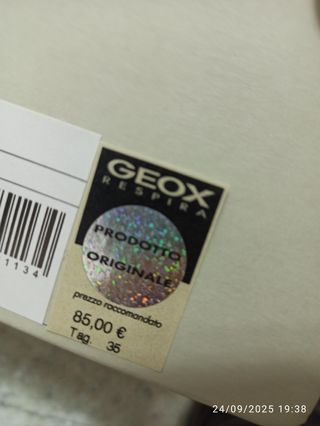 GEOX
RESPIRA
PRODOTTO
ORIGINALE
prezzo raccomandato
85,00 €
Tag. 35
1134
24/09/2025 19:38